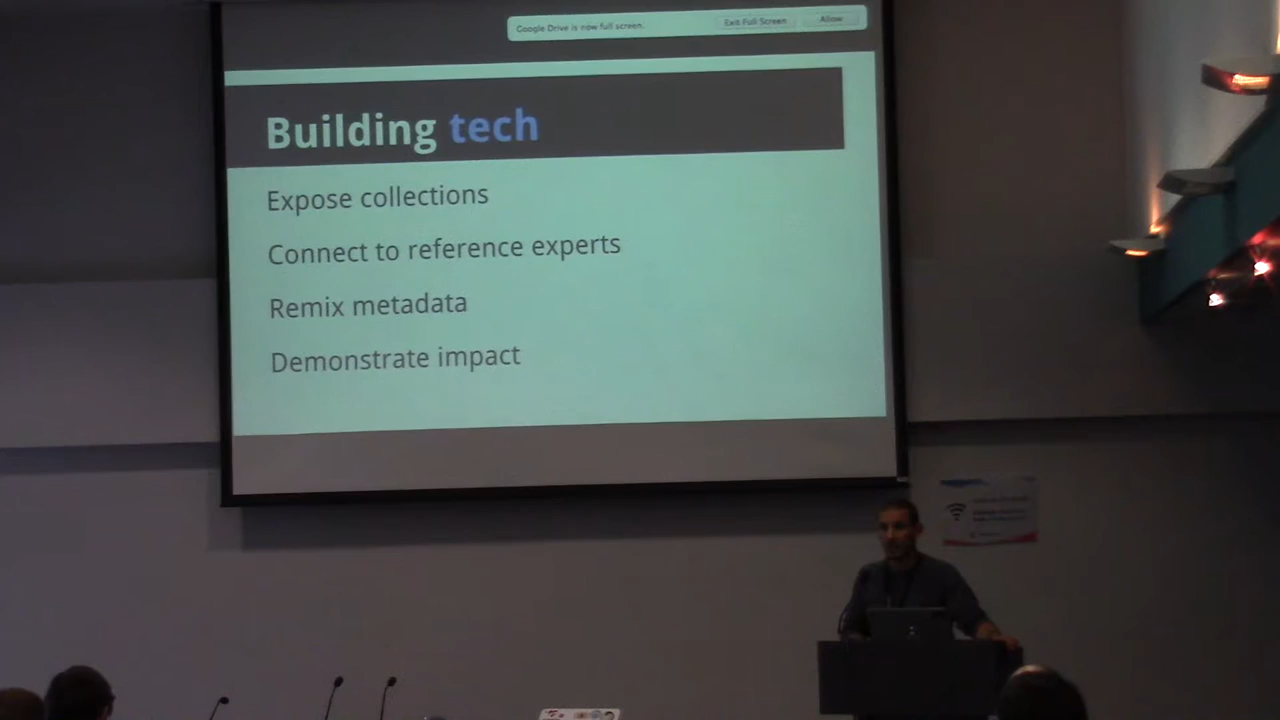 Google Drive is now full screen.
Exit Full Screen
Allow
Building tech
Expose collections
Connect to reference experts
Remix metadata
Demonstrate impact